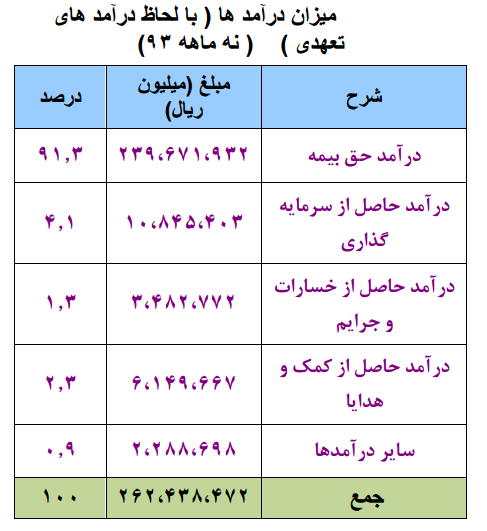 میزان درآمد ها ( با لحاظ درآمد های
تعهدی ) ( نه ماهه ۹۳)
شرح مبلغ (میلیون ریال) درصد
درآمد حق بیمه ۲۳۹،۶۷۱،۹۳۲ ۹۱,۳
درآمد حاصل از سرمایه گذاری ۱۰،۸۴۵،۴۰۳ ۴,۱
درآمد حاصل از خسارات و جرایم ۳،۴۸۲،۷۷۲ ۱,۳
درآمد حاصل از کمک و هدایا ۶،۱۴۹،۶۶۷ ۲,۳
سایر درآمدها ۲،۲۸۸،۶۹۸ ۰,۹
جمع ۲۶۲،۴۳۸،۴۷۲ ۱۰۰